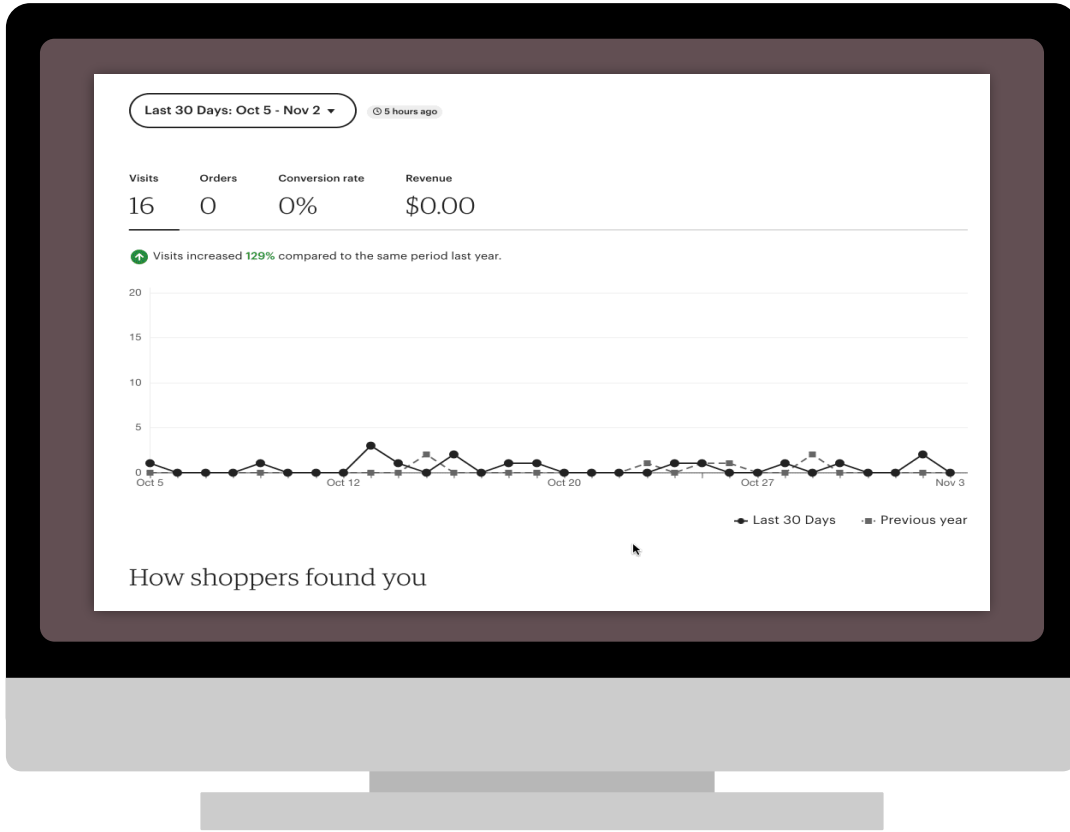 Last 30 Days: Oct 5 - Nov 2
5 hours ago
Visits Orders Conversion rate Revenue
16 0 0% $0.00
Visits increased 129% compared to the same period last year.
20
15
10
5
0
Oct 5 Oct 12 Oct 20 Oct 27 Nov 3
Last 30 Days Previous year
How shoppers found you